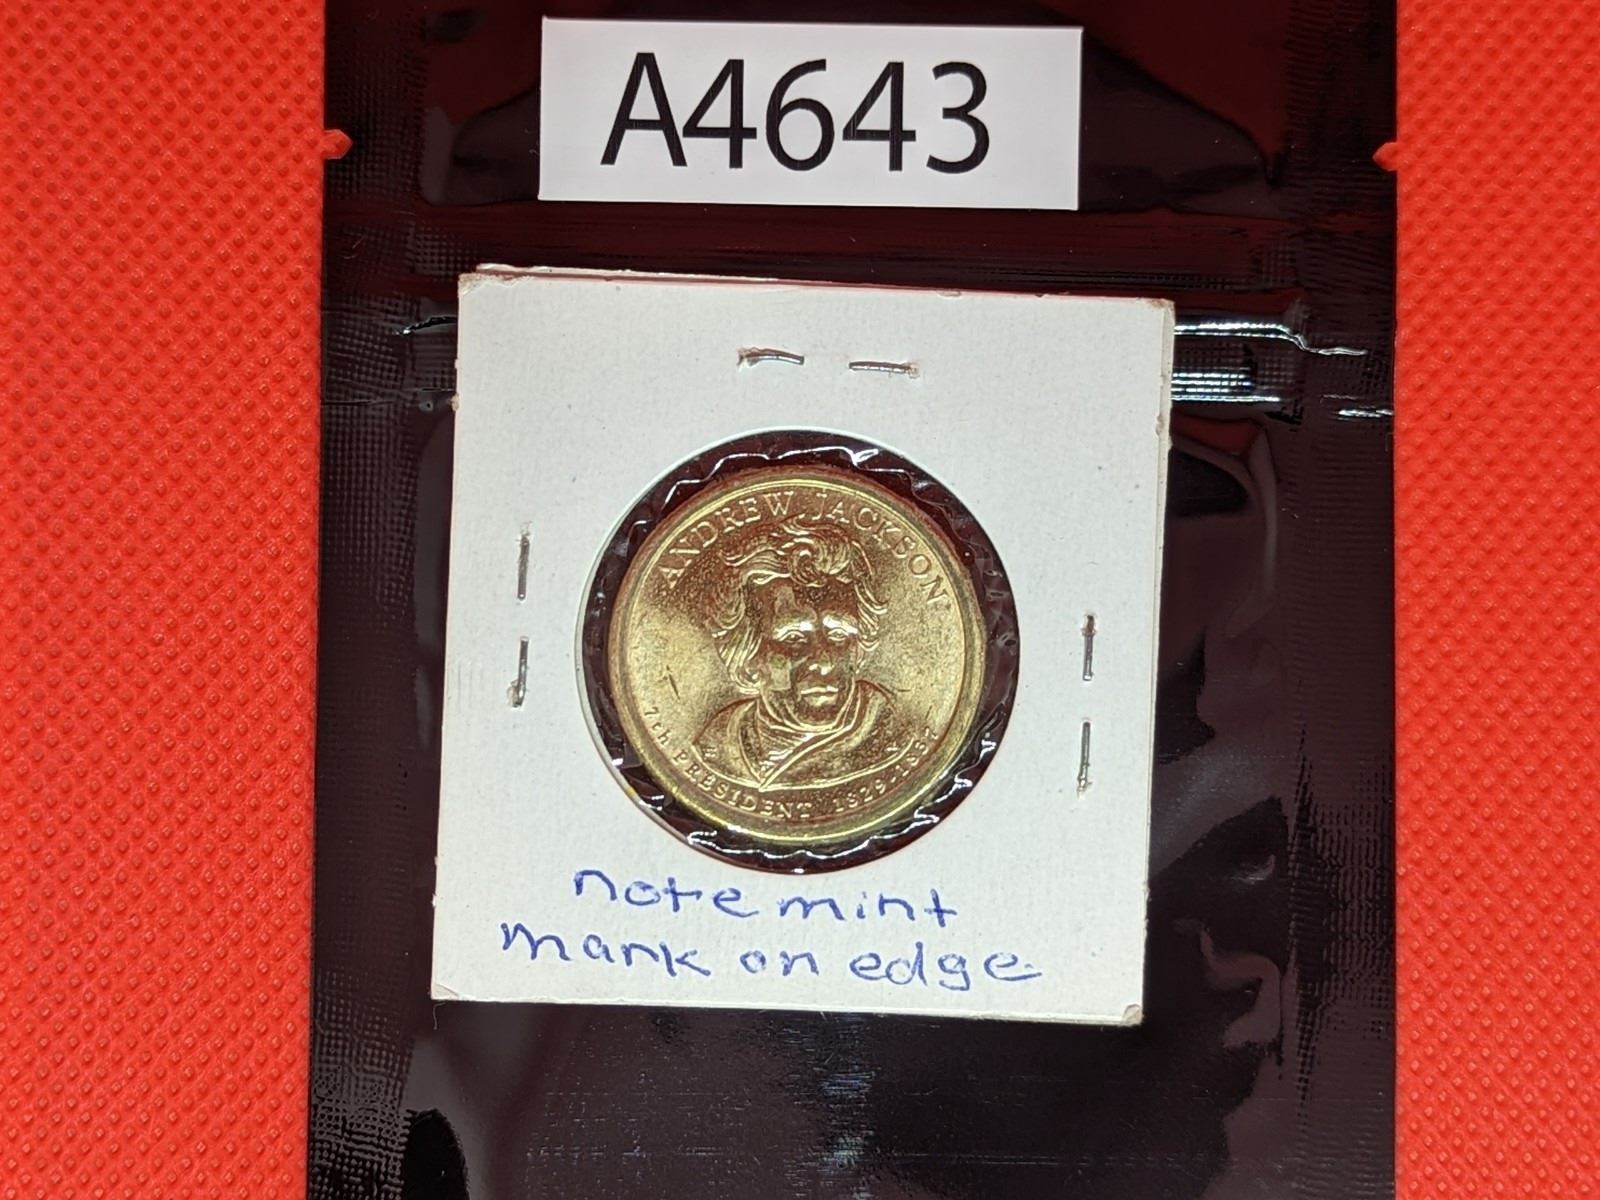 A4643
ANDREW JACKSON
7th PRESIDENT 1829-1837
note mint
mark on edge